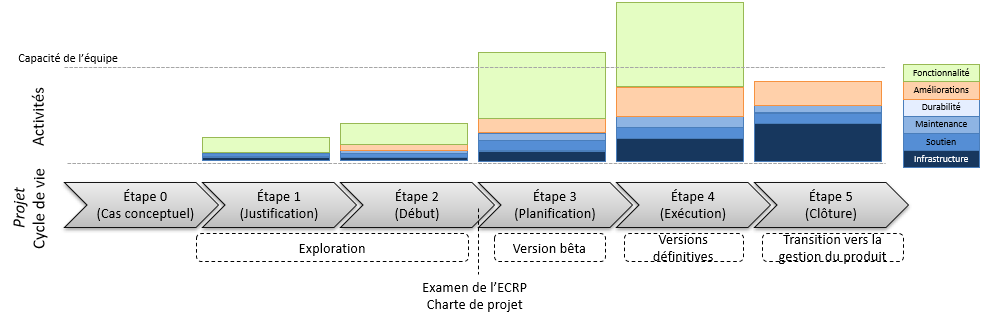 Capacité de l’équipe
Activités
Fonctionnalité
Améliorations
Durabilité
Maintenance
Soutien
Infrastructure
Projet
Cycle de vie
Étape 0
(Cas conceptuel)
Étape 1
(Justification)
Étape 2
(Début)
Étape 3
(Planification)
Étape 4
(Exécution)
Étape 5
(Clôture)
Exploration
Version bêta
Versions
définitives
Transition vers la
gestion du produit
Examen de l’ECRP
Charte de projet